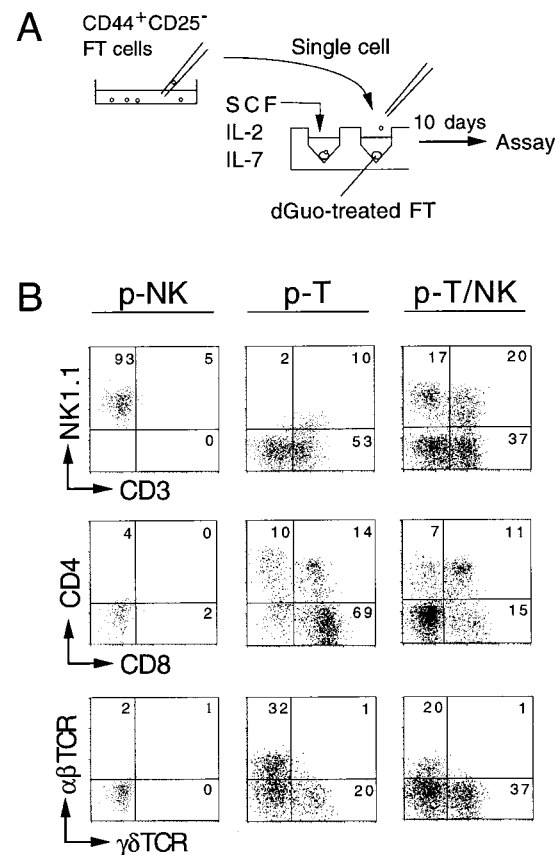 A
CD44+CD25-
FT cells
Single cell
SCF
IL-2
IL-7
10 days
Assay
dGuo-treated FT
B
p-NK
p-T
p-T/NK
NK1.1
93
5
0
2
10
53
17
20
37
CD3
CD4
4
0
2
10
14
69
7
11
15
CD8
αβTCR
2
1
0
32
1
20
20
1
37
γδTCR